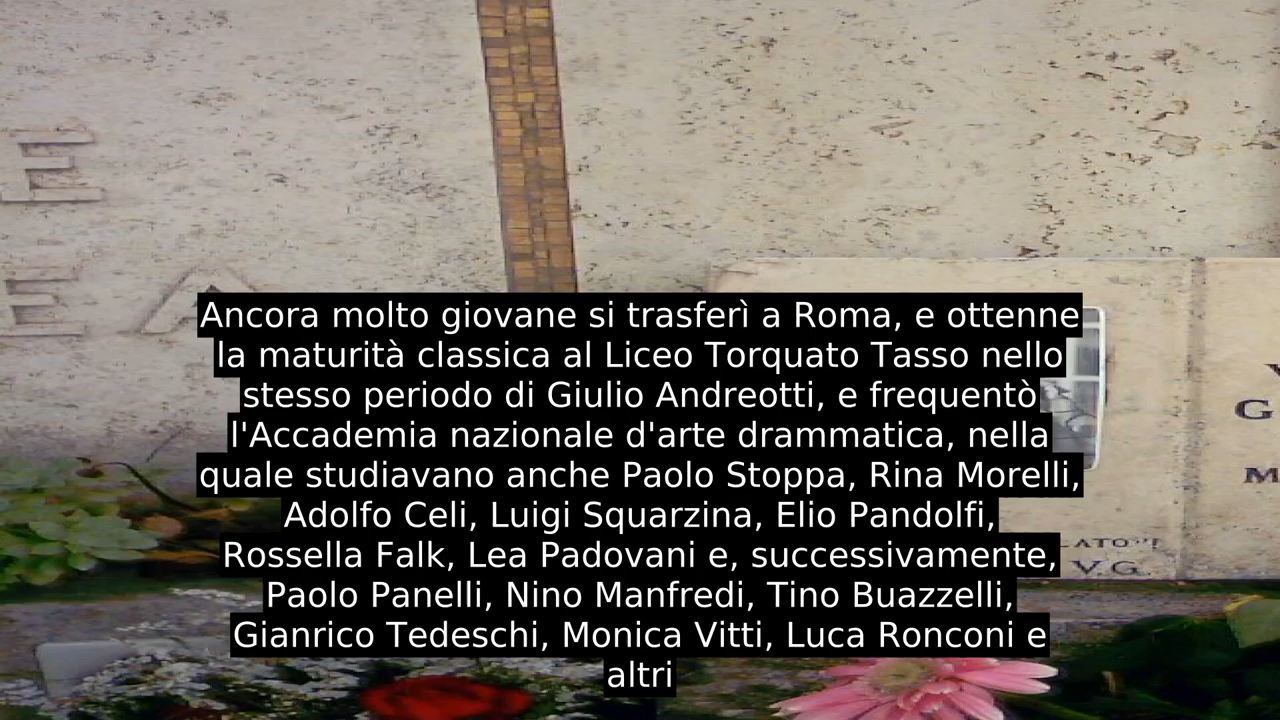 E
E A
Ancora molto giovane si trasferì a Roma, e ottenne
la maturità classica al Liceo Torquato Tasso nello
stesso periodo di Giulio Andreotti, e frequentò
l'Accademia nazionale d'arte drammatica, nella
quale studiavano anche Paolo Stoppa, Rina Morelli,
Adolfo Celi, Luigi Squarzina, Elio Pandolfi,
Rossella Falk, Lea Padovani e, successivamente,
Paolo Panelli, Nino Manfredi, Tino Buazzelli,
Gianrico Tedeschi, Monica Vitti, Luca Ronconi e
altri
G
M
V.G.